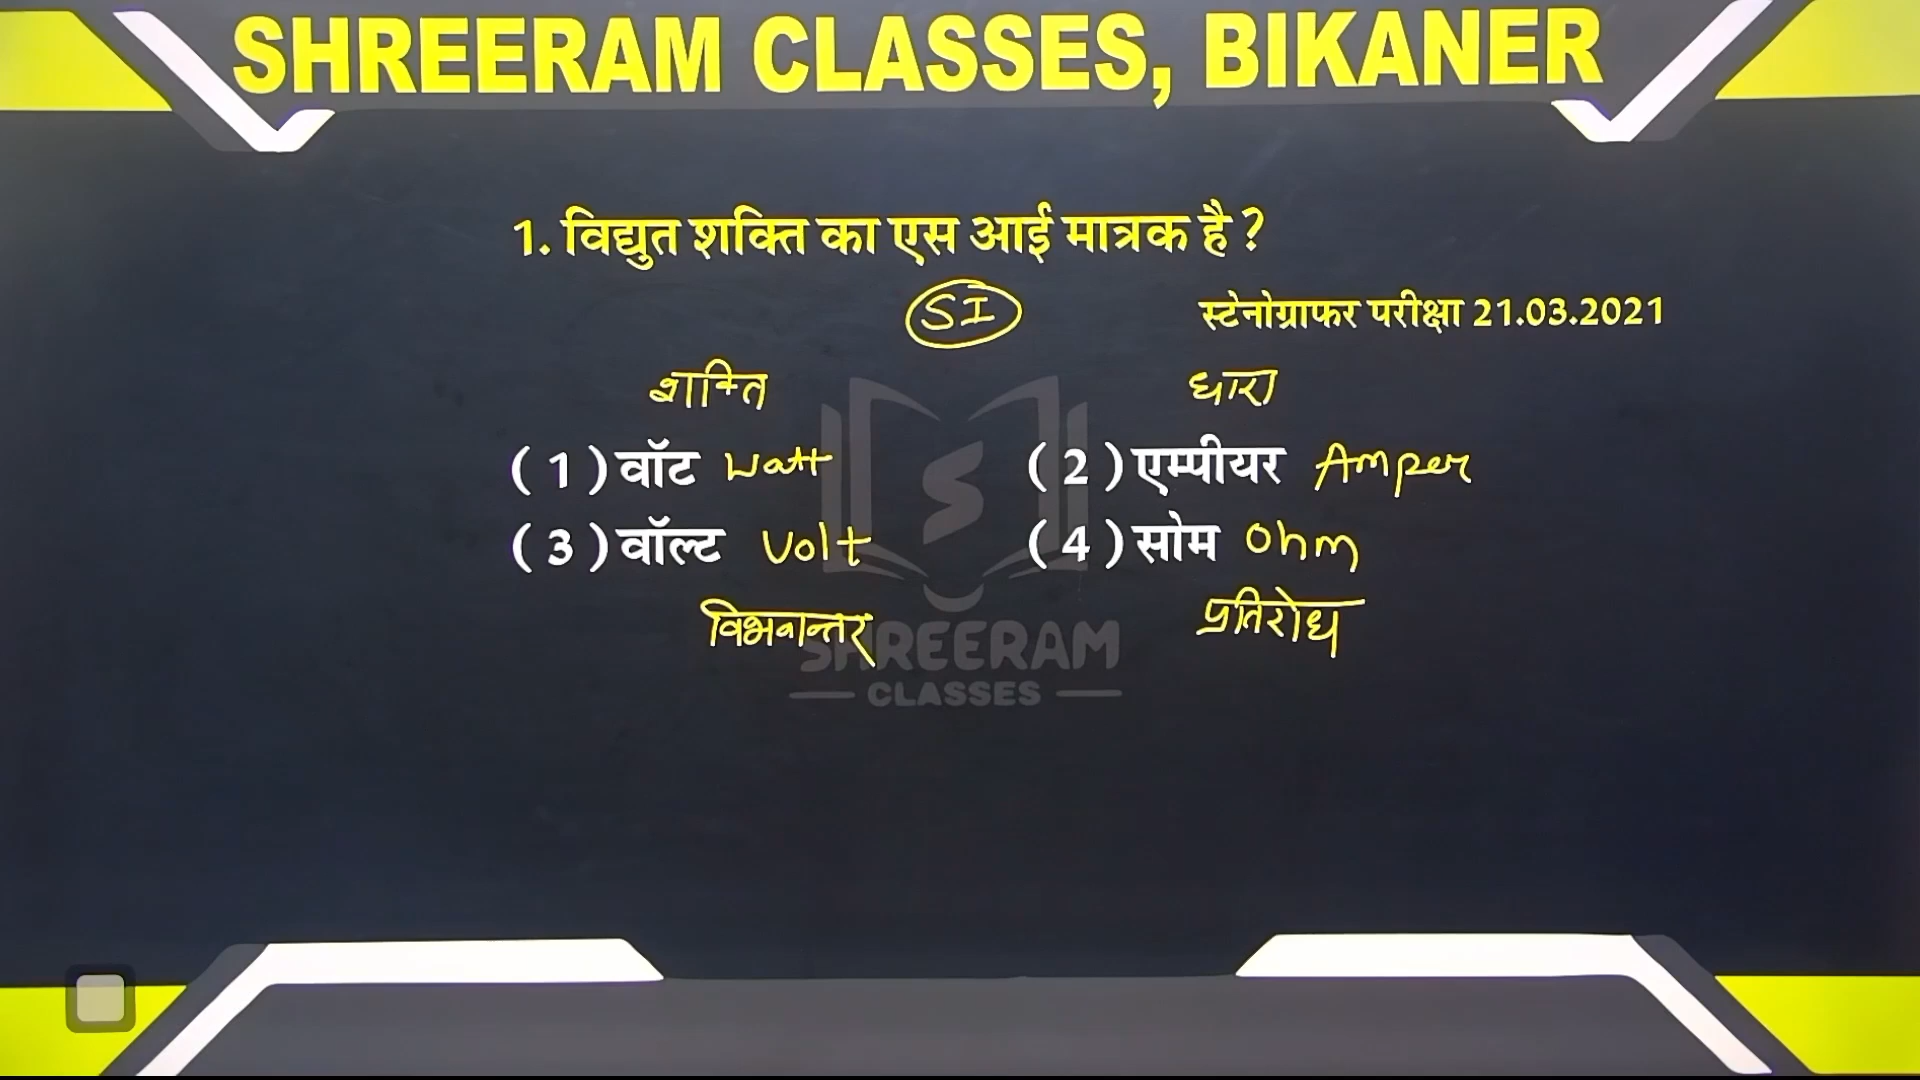 SHREERAM CLASSES, BIKANER
1. विद्युत शक्ति का एस आई मात्रक है ?
SI
स्टेनोग्राफर परीक्षा 21.03.2021
शक्ति धारा
( 1 ) वॉट Watt ( 2 ) एम्पीयर Amper
( 3 ) वॉल्ट Volt ( 4 ) सोम Ohm
विभवान्तर प्रतिरोध
SHREERAM
CLASSES